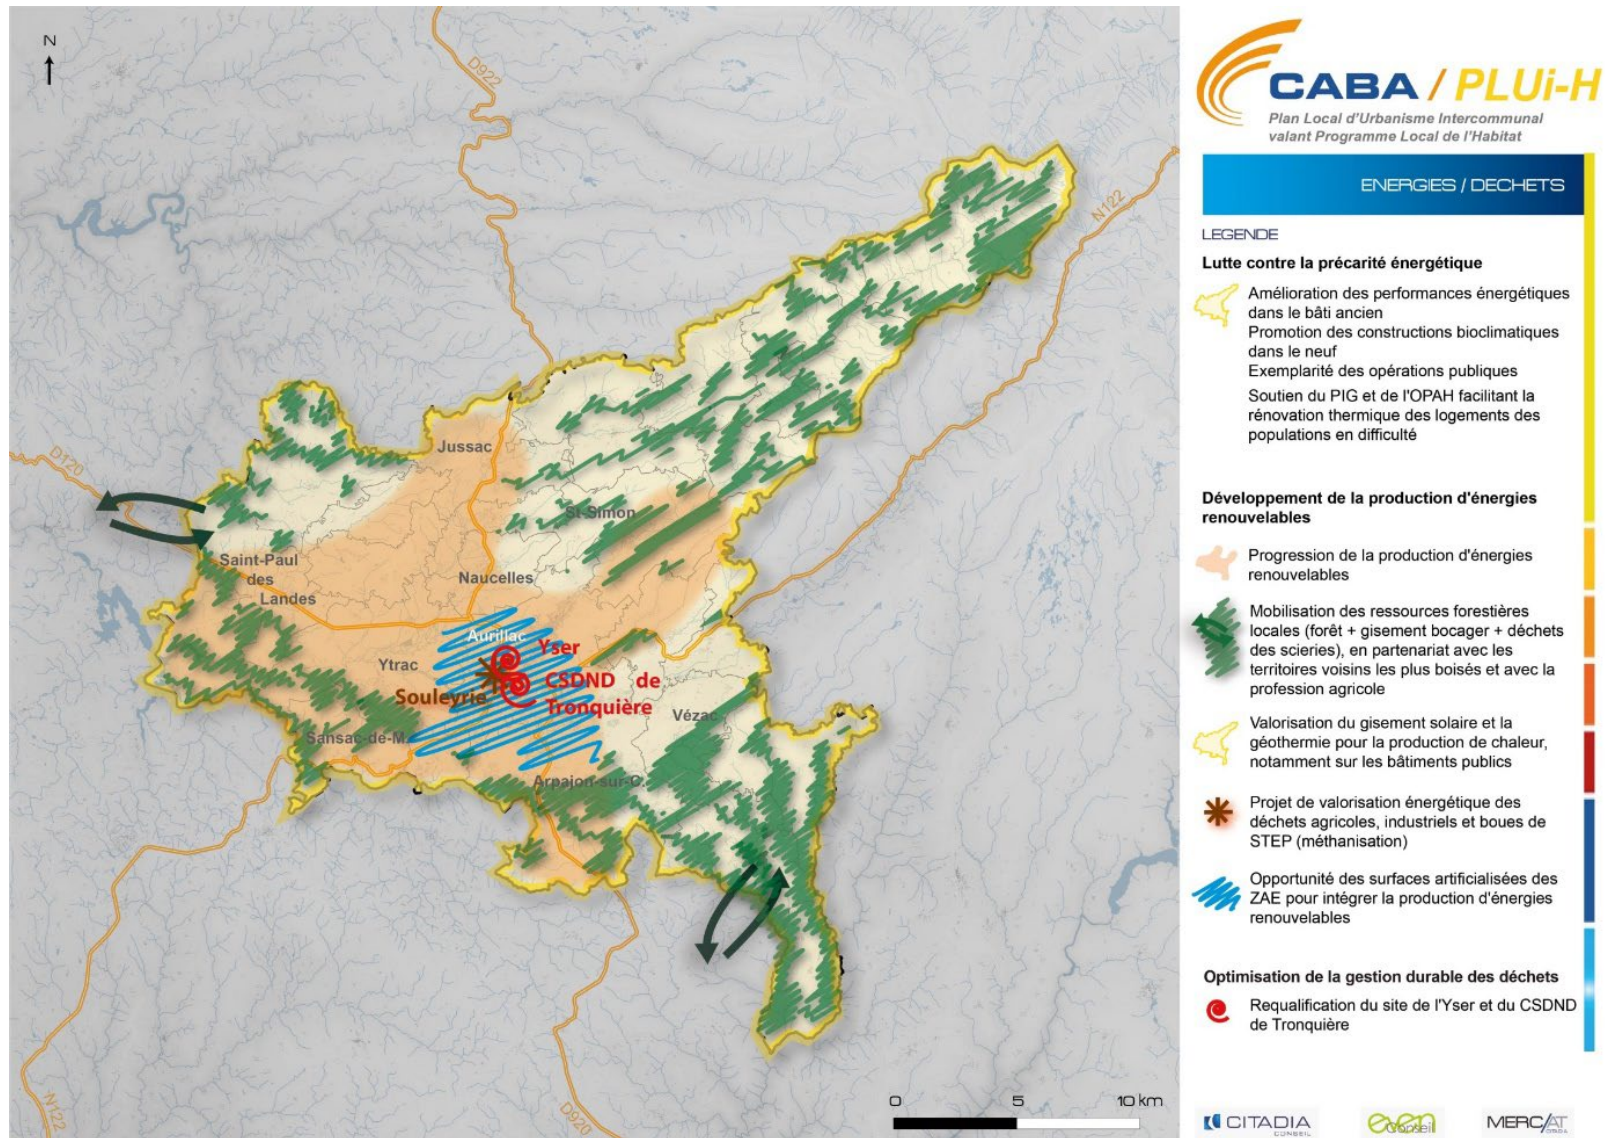 N
D922
N122
D120
Jussac
St-Simon
Saint-Paul
des
Landes
Naucelles
Aurillac
Yser
Ytrac
CSDND de
Souleyrie
Tronquière
Vézac
Sansac-de-M.
Arpajon-sur-C.
N122
D920
0 5 10 km
CABA / PLUi-H
Plan Local d'Urbanisme Intercommunal
valant Programme Local de l'Habitat
ENERGIES / DECHETS
LEGENDE
Lutte contre la précarité énergétique
Amélioration des performances énergétiques
dans le bâti ancien
Promotion des constructions bioclimatiques
dans le neuf
Exemplarité des opérations publiques
Soutien du PIG et de l'OPAH facilitant la
rénovation thermique des logements des
populations en difficulté
Développement de la production d'énergies
renouvelables
Progression de la production d'énergies
renouvelables
Mobilisation des ressources forestières
locales (forêt + gisement bocager + déchets
des scieries), en partenariat avec les
territoires voisins les plus boisés et avec la
profession agricole
Valorisation du gisement solaire et la
géothermie pour la production de chaleur,
notamment sur les bâtiments publics
Projet de valorisation énergétique des
déchets agricoles, industriels et boues de
STEP (méthanisation)
Opportunité des surfaces artificialisées des
ZAE pour intégrer la production d'énergies
renouvelables
Optimisation de la gestion durable des déchets
Requalification du site de l'Yser et du CSDND
de Tronquière
CITADIA
CONSEIL
even
Conseil
MERC/AT